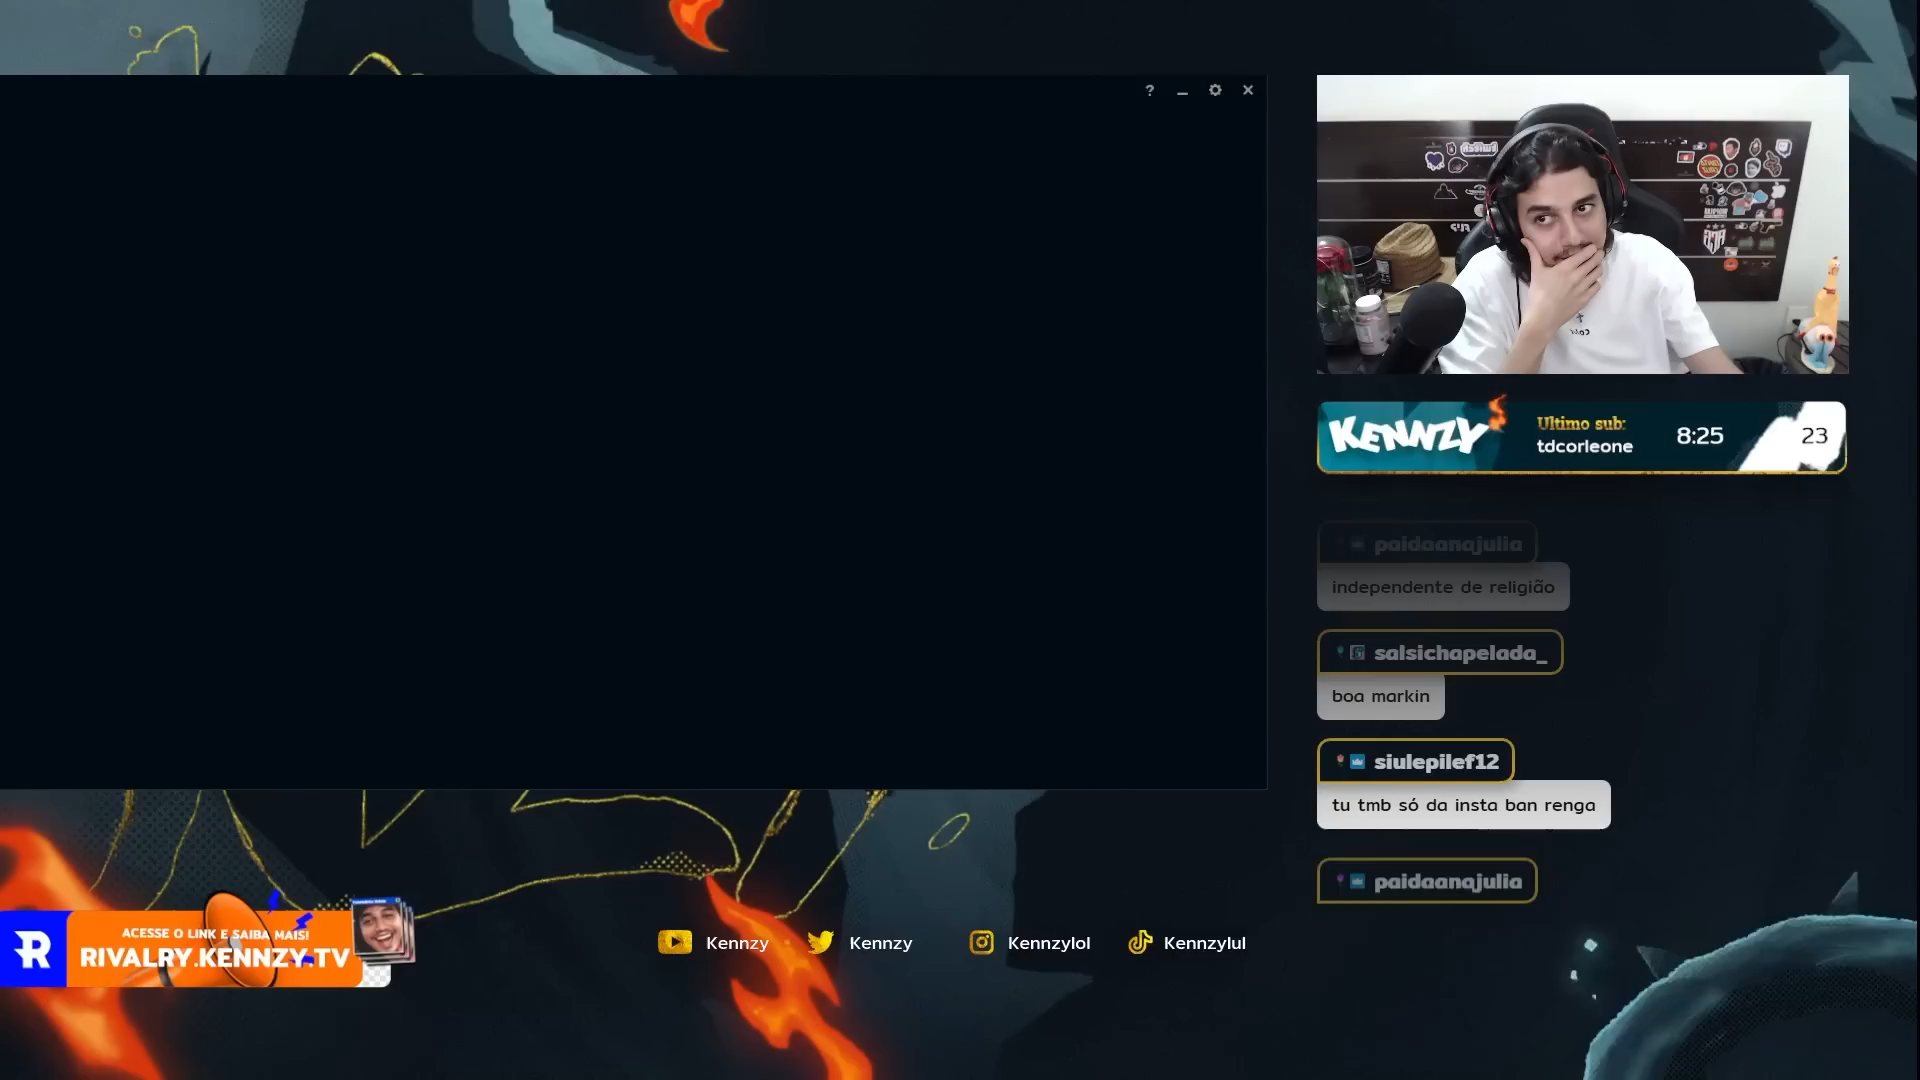 ?
KENNZY
Ultimo sub:
tdcorleone
8:25
23
paidaanajulia
independente de religião
salsichapelada_
boa markin
siulepilef12
tu tmb só da insta ban renga
paidaanajulia
R
ACESSE O LINK E SAIBA MAIS!
RIVALRY.KENNZY.TV
Kennzy
Kennzy
Kennzylol
Kennzylul